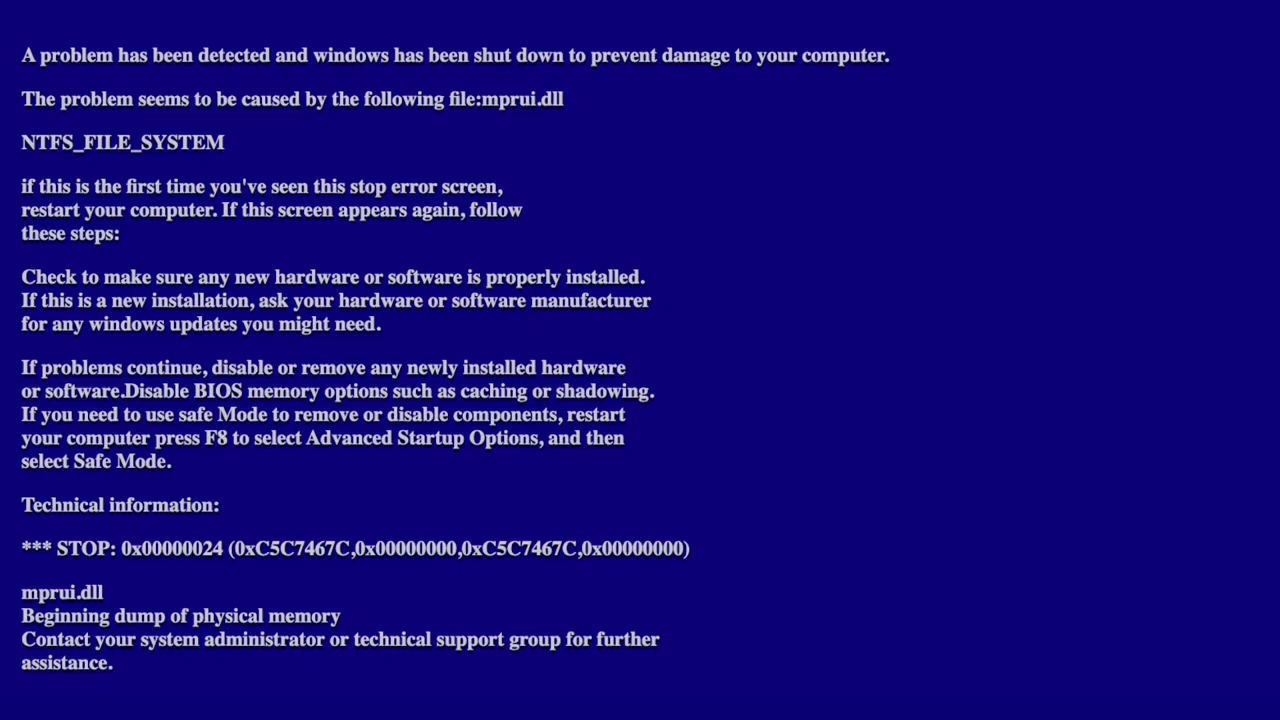 A problem has been detected and windows has been shut down to prevent damage to your computer.
The problem seems to be caused by the following file:mprui.dll
NTFS_FILE_SYSTEM
if this is the first time you've seen this stop error screen,
restart your computer. If this screen appears again, follow
these steps:
Check to make sure any new hardware or software is properly installed.
If this is a new installation, ask your hardware or software manufacturer
for any windows updates you might need.
If problems continue, disable or remove any newly installed hardware
or software.Disable BIOS memory options such as caching or shadowing.
If you need to use safe Mode to remove or disable components, restart
your computer press F8 to select Advanced Startup Options, and then
select Safe Mode.
Technical information:
*** STOP: 0x00000024 (0xC5C7467C,0x00000000,0xC5C7467C,0x00000000)
mprui.dll
Beginning dump of physical memory
Contact your system administrator or technical support group for further
assistance.